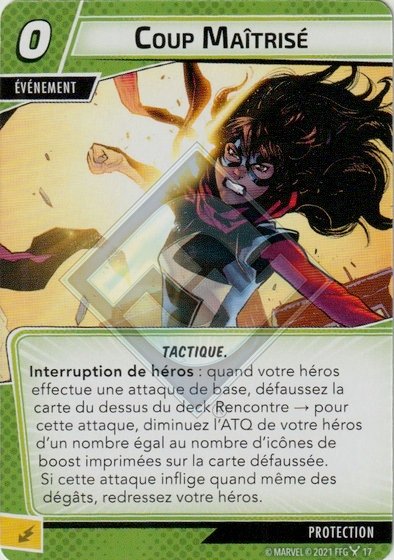 0
COUP MAÎTRISÉ
ÉVÉNEMENT
TACTIQUE.
Interruption de héros : quand votre héros
effectue une attaque de base, défaussez la
carte du dessus du deck Rencontre → pour
cette attaque, diminuez l'ATQ de votre héros
d'un nombre égal au nombre d'icônes de
boost imprimées sur la carte défaussée.
Si cette attaque inflige quand même des
dégâts, redressez votre héros.
PROTECTION
© MARVEL © 2021 FFG 17